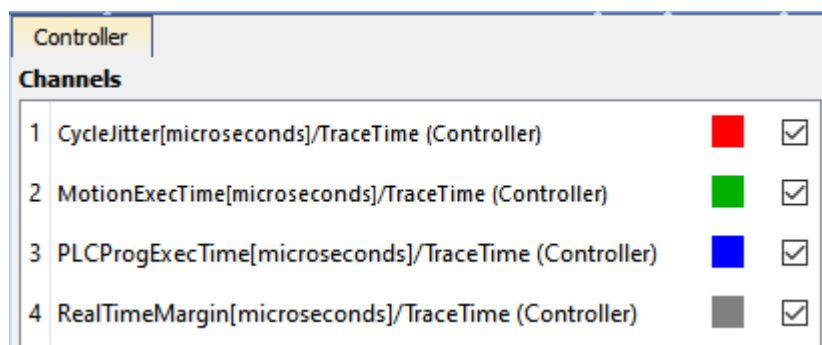 Controller
Channels
1 CycleJitter[microseconds]/TraceTime (Controller)
2 MotionExecTime[microseconds]/TraceTime (Controller)
3 PLCProgExecTime[microseconds]/TraceTime (Controller)
4 RealTimeMargin[microseconds]/TraceTime (Controller)